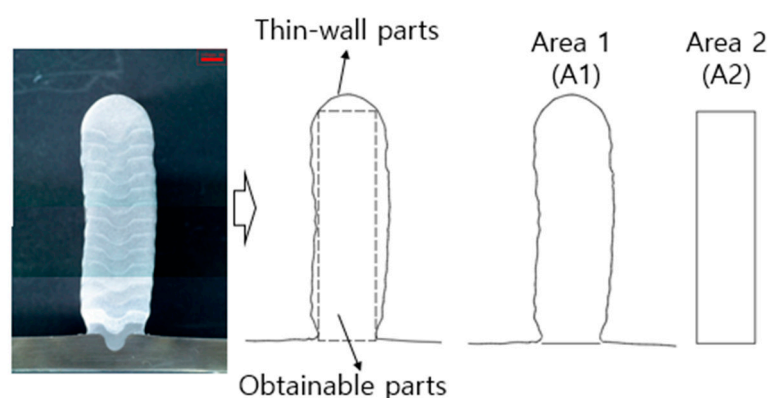 Thin-wall parts
Area 1
(A1)
Area 2
(A2)
Obtainable parts